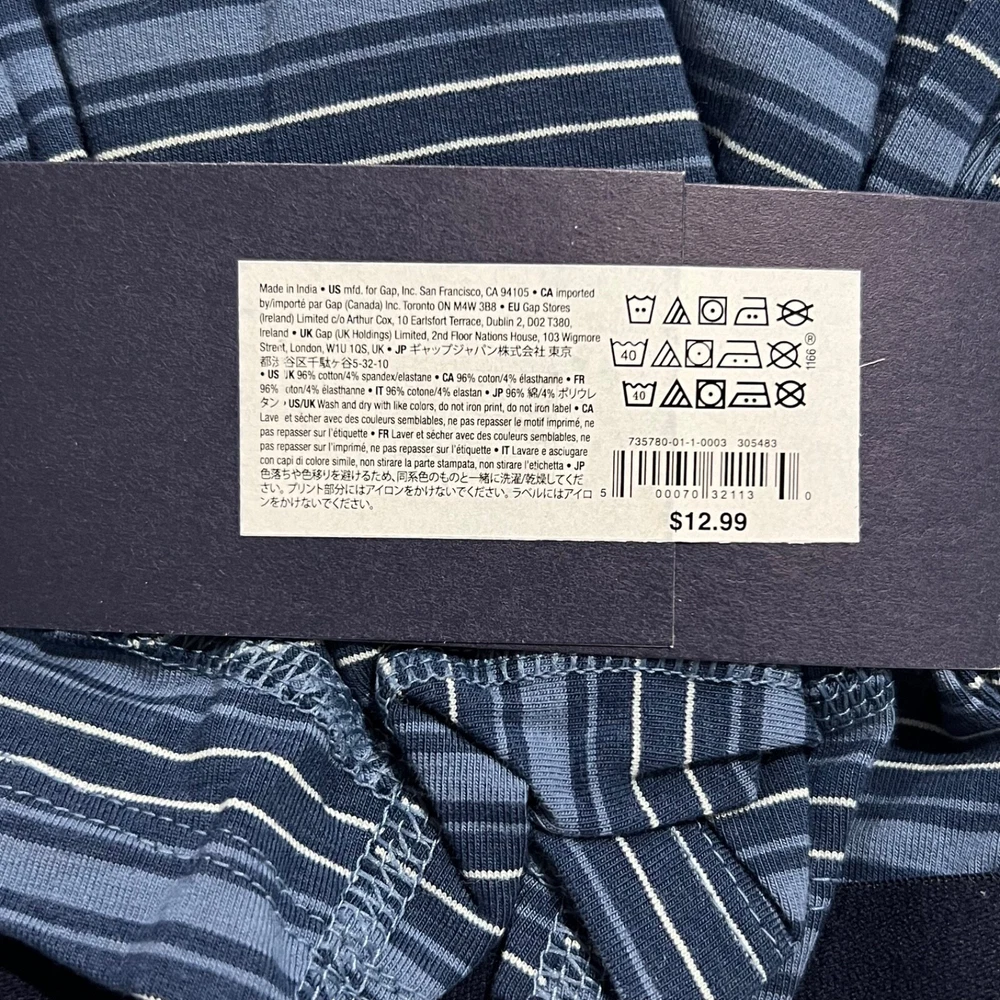 Made in India • US mfd. for Gap, Inc. San Francisco, CA 94105 • CA imported
by/importé par Gap (Canada) Inc. Toronto ON M4W 3B8 • EU Gap Stores
(Ireland) Limited c/o Arthur Cox, 10 Earlsfort Terrace, Dublin 2, D02 T380,
Ireland • UK Gap (UK Holdings) Limited, 2nd Floor Nations House, 103 Wigmore
Street, London, W1U 1QS, UK • JP ギャップジャパン株式会社 東京
谷区千駄ヶ谷5-32-10
• US 96% cotton/4% spandex/elastane • CA 96% coton/4% élasthanne • FR
96% coton/4% élasthanne • IT 96% cotone/4% elastan • JP 96% 綿/4% ポリウレ
タン • US/UK Wash and dry with like colors, do not iron print, do not iron label • CA
Laver et sécher avec des couleurs semblables, ne pas repasser le motif imprimé, ne
pas repasser sur l'étiquette • FR Laver et sécher avec des couleurs semblables, ne
pas repasser sur l'imprimé, ne pas repasser sur l'étiquette • IT Lavare e asciugare
con capi di colore simile, non stirare la parte stampata, non stirare l'etichetta • JP
色落ちや色移りを避けるため、同系色のものと一緒に洗濯/乾燥してくだ
さい。プリント部分にはアイロンをかけないでください。ラベルにはアイロ
ンをかけないでください。
40
® 1166
40
735780-01-1-0003 305483
5 00070 32113 0
$12.99